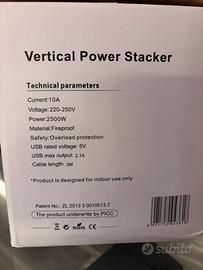 Vertical Power Stacker
Technical parameters
Current:10A
Voltage:220-250V
Power:2500W
Material:Fireproof
Safety:Overload protection
USB rated voltage: 5V
USB max output: 2.1A
Cable length: 2M
*Product is designed for indoor use only
Patent No.: ZL 2013 3 0010513.7
RoHS
The product underwrite by PICC
subito